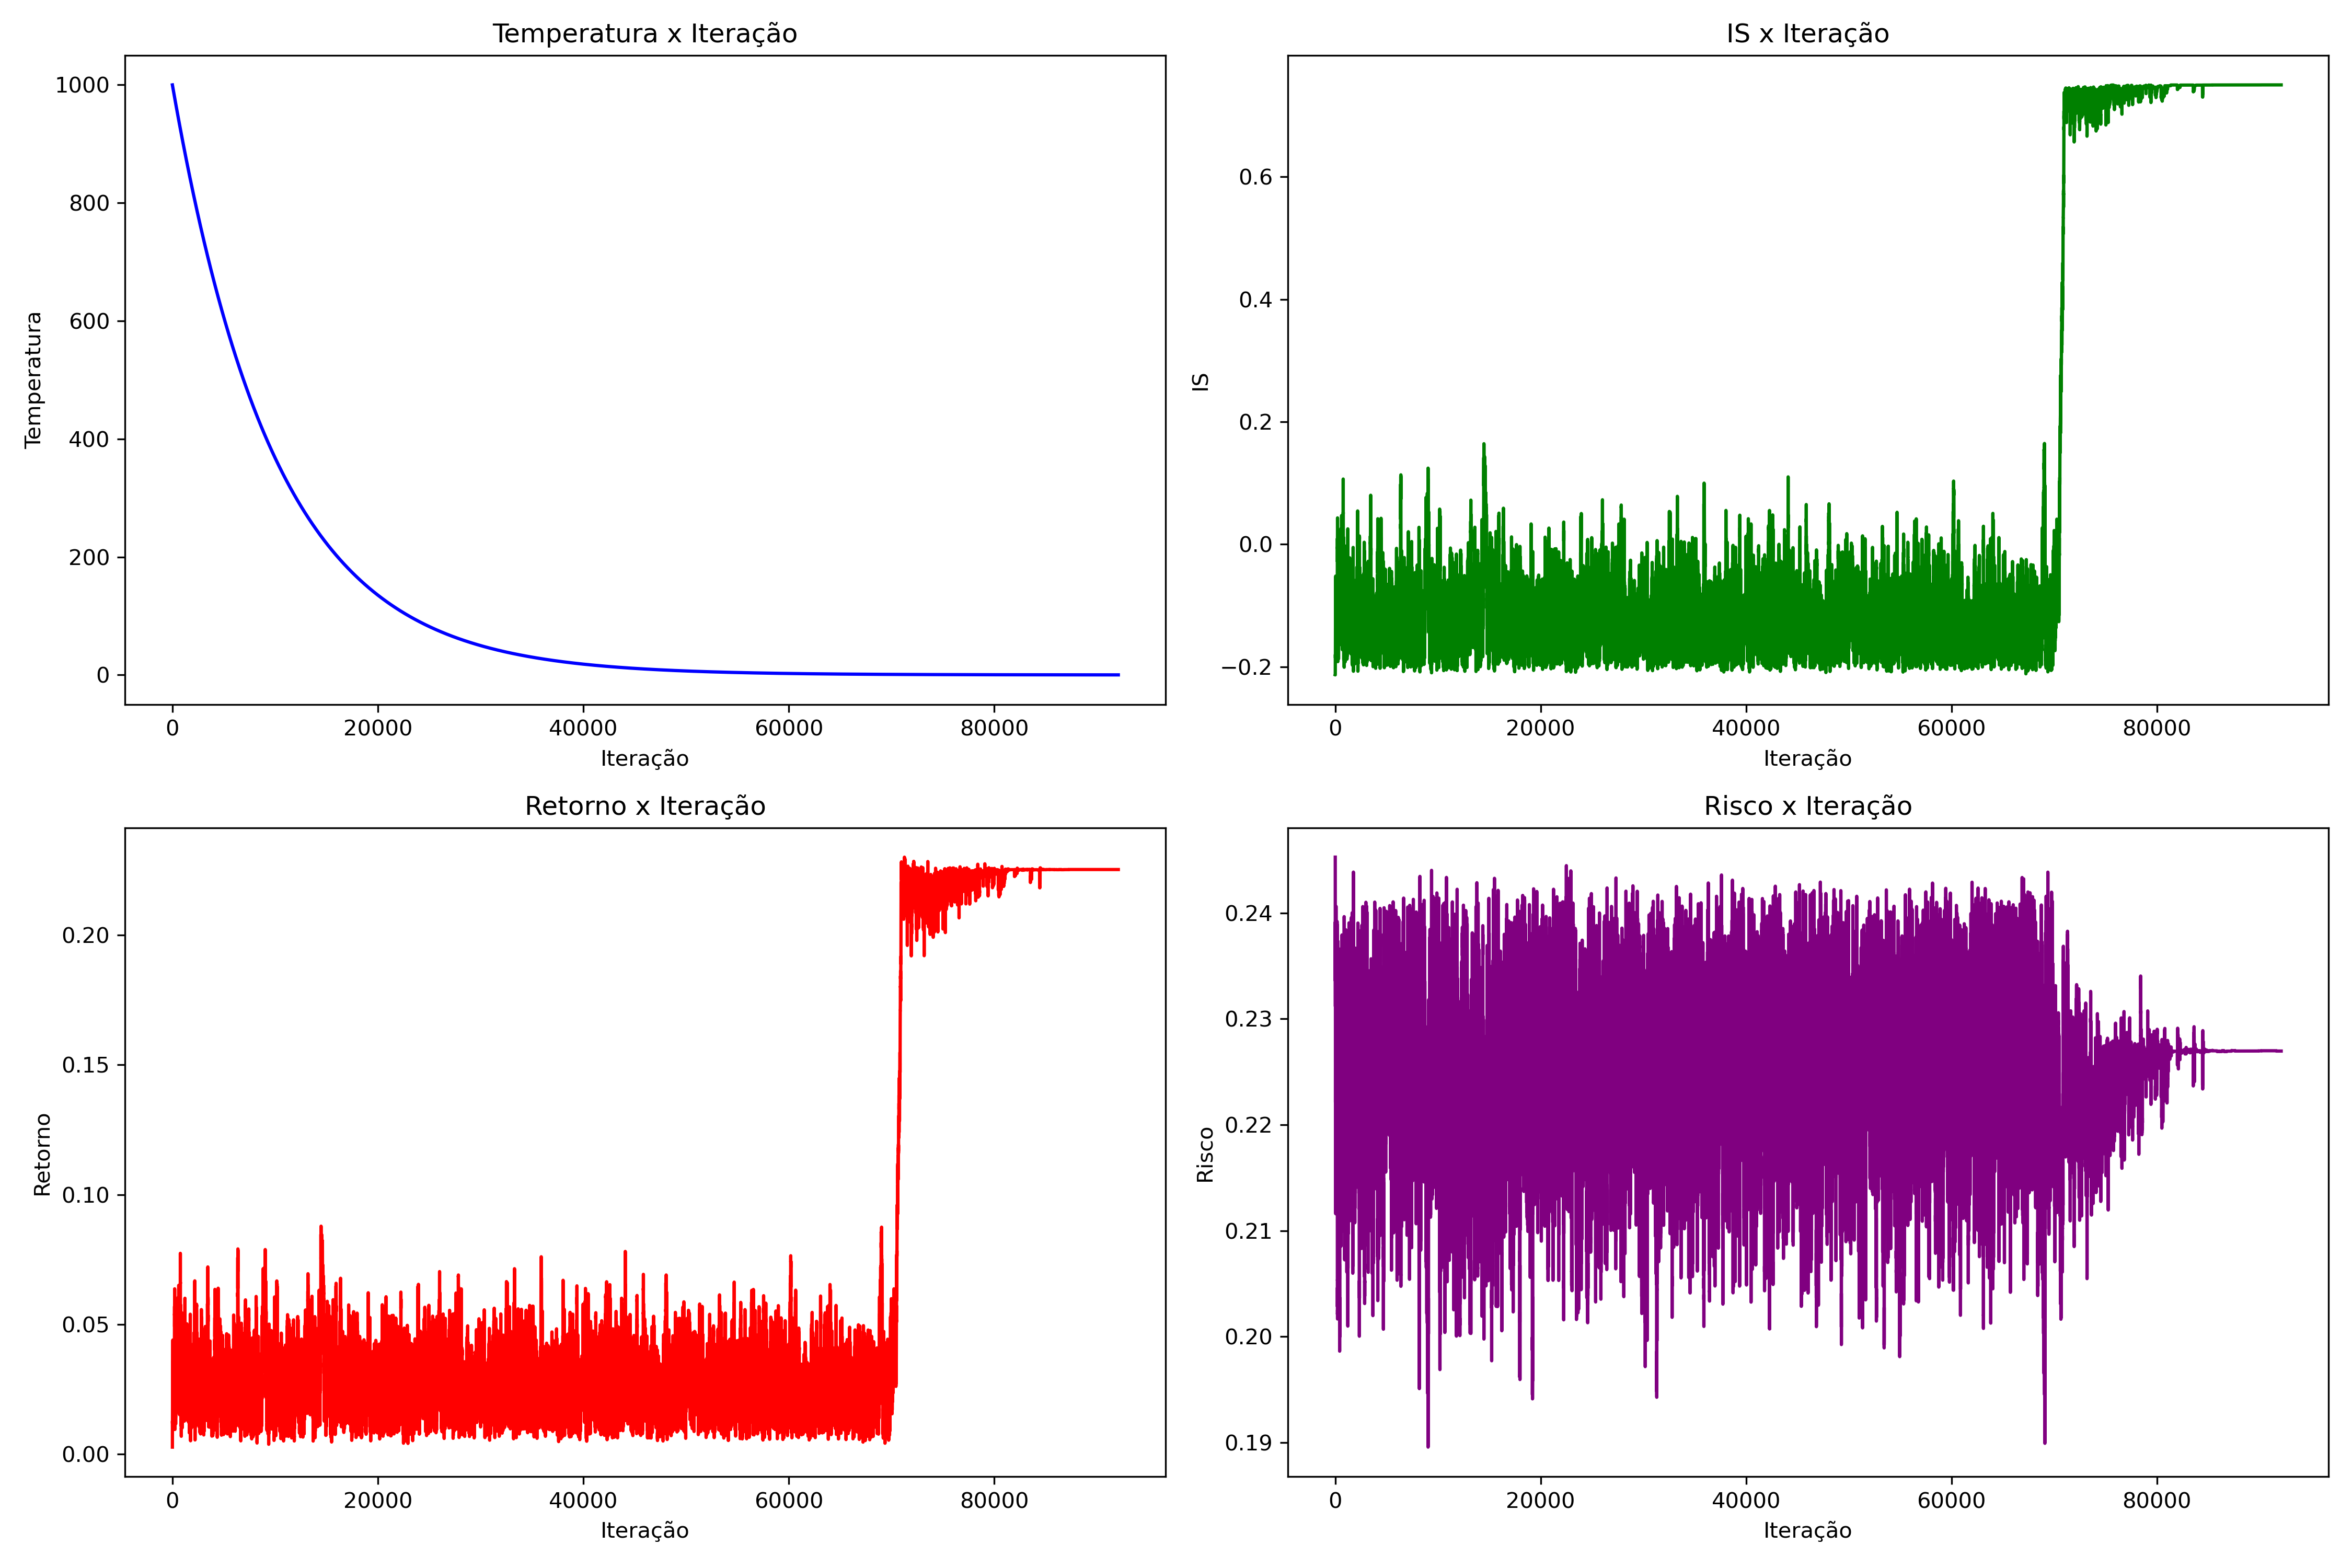 Temperatura x Iteração
1000
800
600
400
200
0
Temperatura
0 20000 40000 60000 80000
Iteração
IS x Iteração
0.6
0.4
0.2
0.0
−0.2
IS
0 20000 40000 60000 80000
Iteração
Retorno x Iteração
0.20
0.15
0.10
0.05
0.00
Retorno
0 20000 40000 60000 80000
Iteração
Risco x Iteração
0.24
0.23
0.22
0.21
0.20
0.19
Risco
0 20000 40000 60000 80000
Iteração